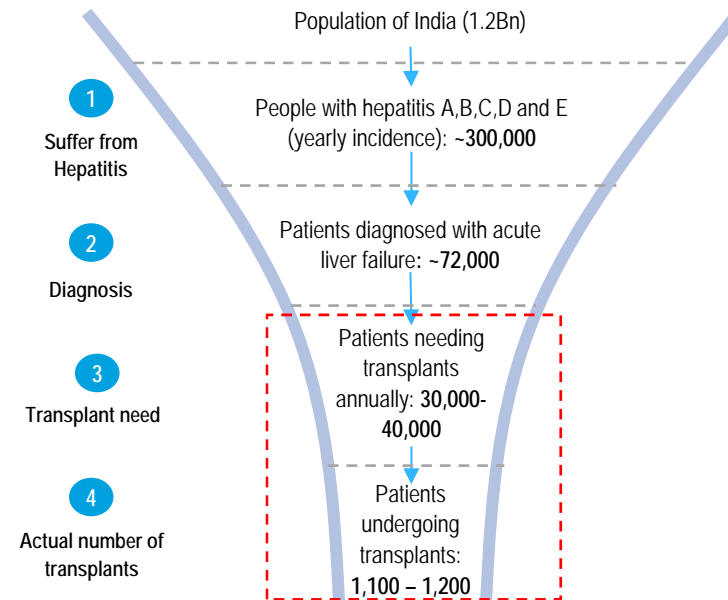 Population of India (1.2Bn)
1
Suffer from
Hepatitis
People with hepatitis A,B,C,D and E
(yearly incidence): ~300,000
2
Diagnosis
Patients diagnosed with acute
liver failure: ~72,000
3
Transplant need
Patients needing
transplants
annually: 30,000-
40,000
4
Actual number of
transplants
Patients
undergoing
transplants:
1,100 – 1,200